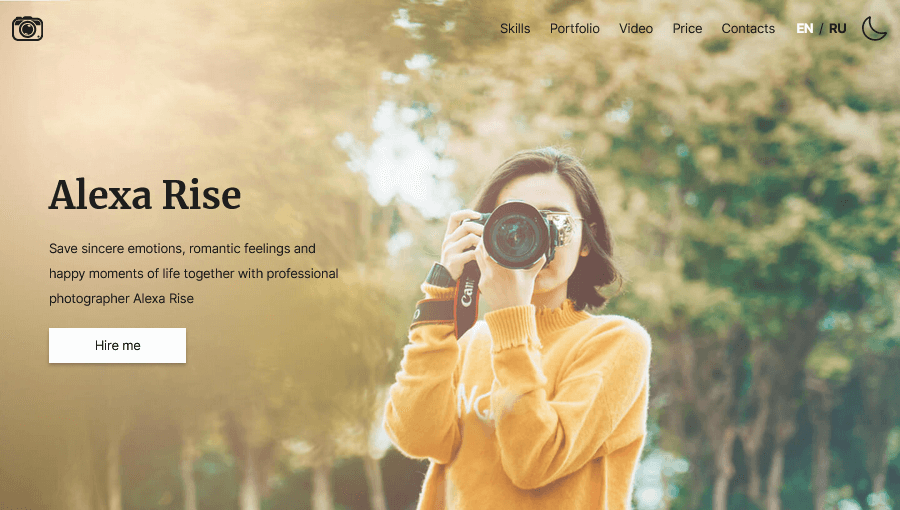 Skills Portfolio Video Price Contacts EN / RU
Alexa Rise
Save sincere emotions, romantic feelings and
happy moments of life together with professional
photographer Alexa Rise
Hire me
Can